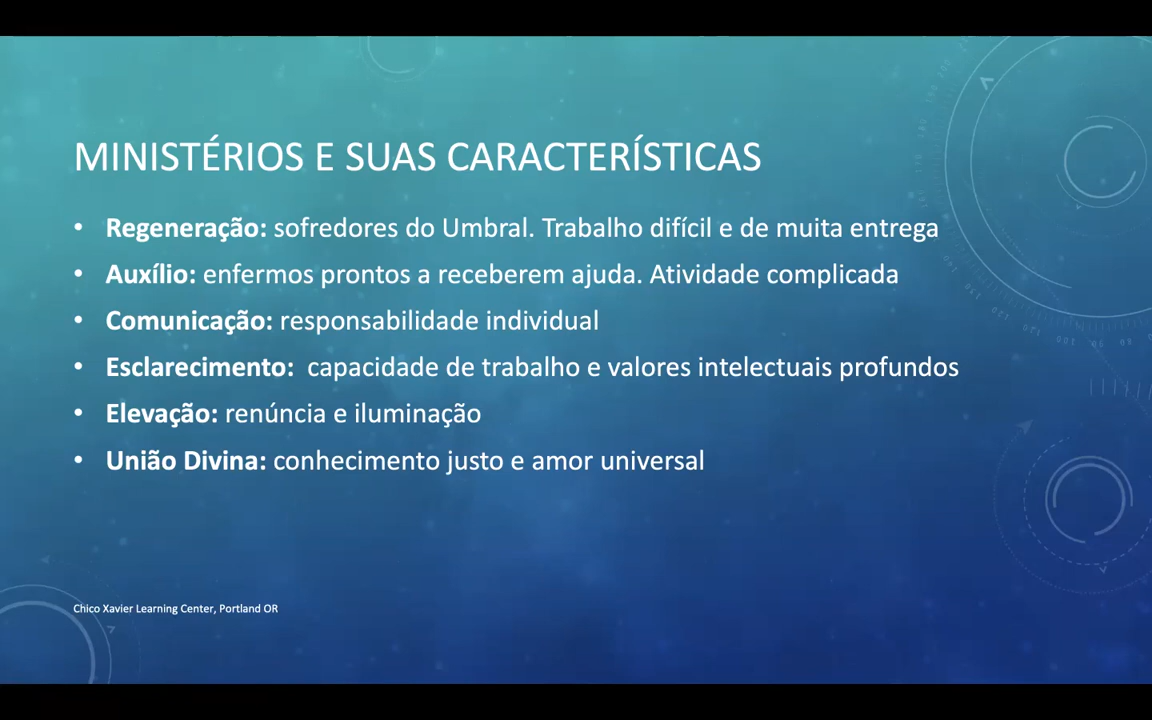 MINISTÉRIOS E SUAS CARACTERÍSTICAS
• Regeneração: sofredores do Umbral. Trabalho difícil e de muita entrega
• Auxílio: enfermos prontos a receberem ajuda. Atividade complicada
• Comunicação: responsabilidade individual
• Esclarecimento:  capacidade de trabalho e valores intelectuais profundos
• Elevação: renúncia e iluminação
• União Divina: conhecimento justo e amor universal
Chico Xavier Learning Center, Portland OR